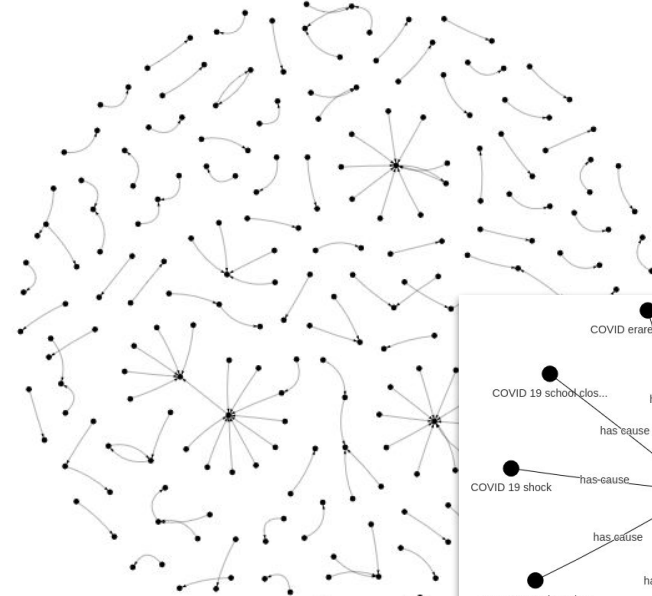 COVID erare
COVID 19 school clos...
has cause
COVID 19 shock
has cause
has cause